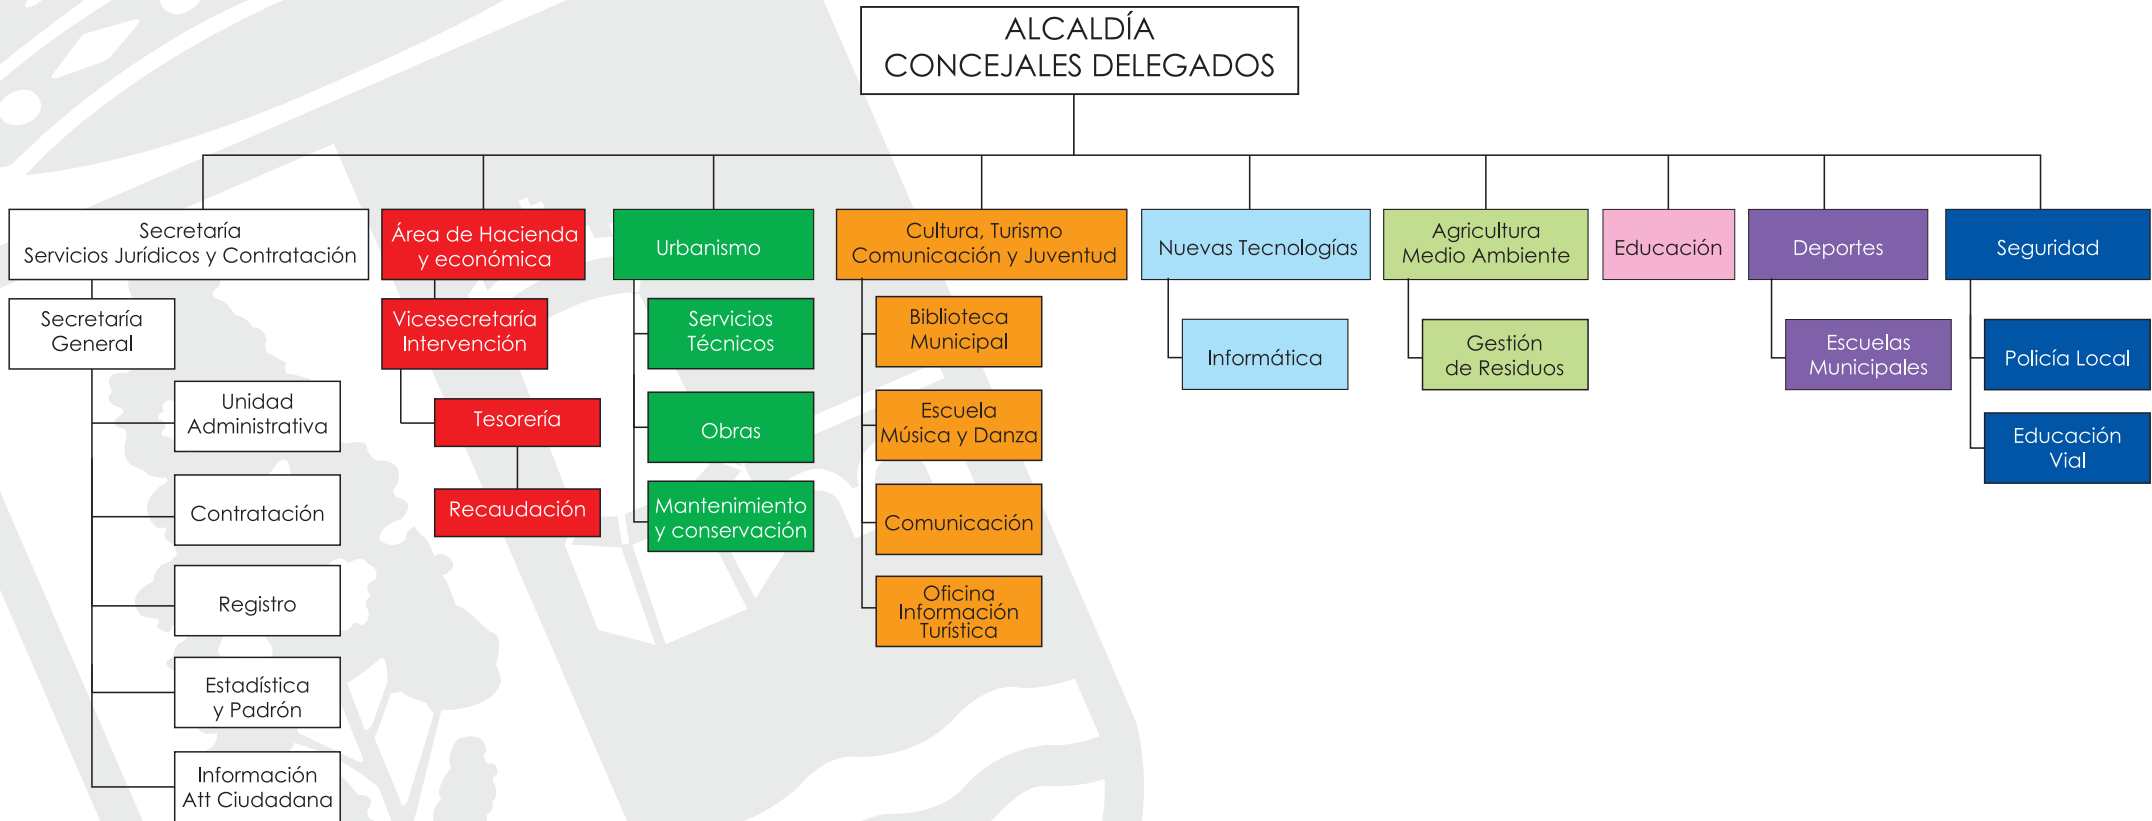 ALCALDÍA
CONCEJALES DELEGADOS
Secretaría
Servicios Jurídicos y Contratación
Área de Hacienda
y económica
Urbanismo
Cultura, Turismo
Comunicación y Juventud
Nuevas Tecnologías
Agricultura
Medio Ambiente
Educación
Deportes
Seguridad
Secretaría
General
Unidad
Administrativa
Contratación
Registro
Estadística
y Padrón
Información
Att Ciudadana
Vicesecretaría
Intervención
Tesorería
Recaudación
Servicios
Técnicos
Obras
Mantenimiento
y conservación
Biblioteca
Municipal
Escuela
Música y Danza
Comunicación
Oficina
Información
Turística
Informática
Gestión
de Residuos
Escuelas
Municipales
Policía Local
Educación
Vial